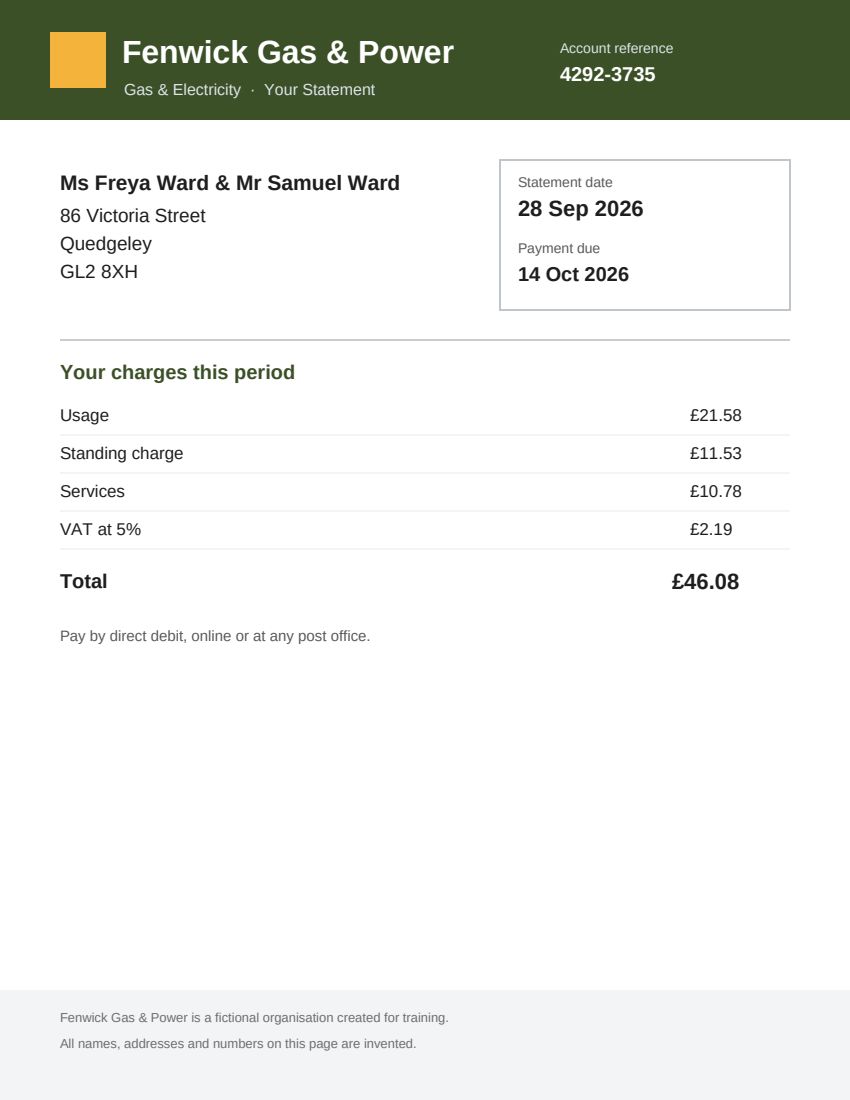 Fenwick Gas & Power
Gas & Electricity · Your Statement
Account reference
4292-3735
Ms Freya Ward & Mr Samuel Ward
86 Victoria Street
Quedgeley
GL2 8XH
Statement date
28 Sep 2026
Payment due
14 Oct 2026
Your charges this period
Usage £21.58
Standing charge £11.53
Services £10.78
VAT at 5% £2.19
Total £46.08
Pay by direct debit, online or at any post office.
Fenwick Gas & Power is a fictional organisation created for training.
All names, addresses and numbers on this page are invented.